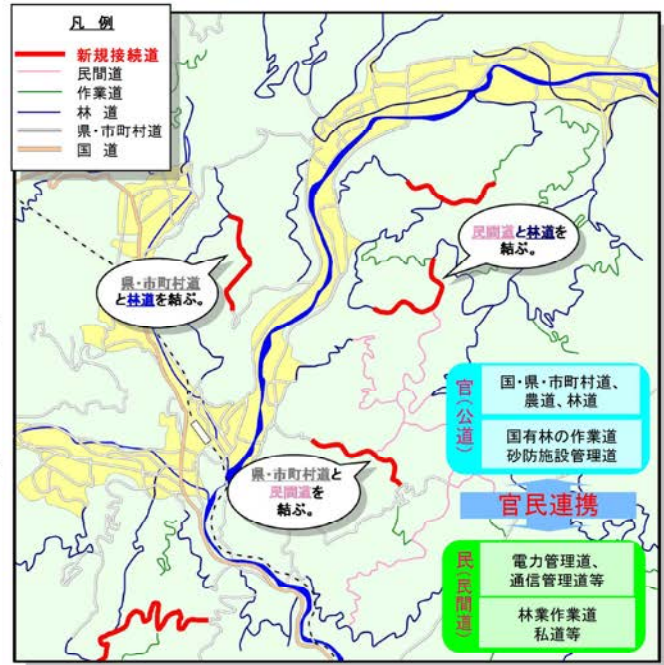 凡 例
新規接続道
民間道
作業道
林 道
県・市町村道
国 道
民間道と林道を
結ぶ。
県・市町村道
と林道を結ぶ。
県・市町村道と
民間道を
結ぶ。
官(公道)
国・県・市町村道、
農道、林道
国有林の作業道
砂防施設管理道
官民連携
民(民間道)
電力管理道、
通信管理道等
林業作業道
私道等